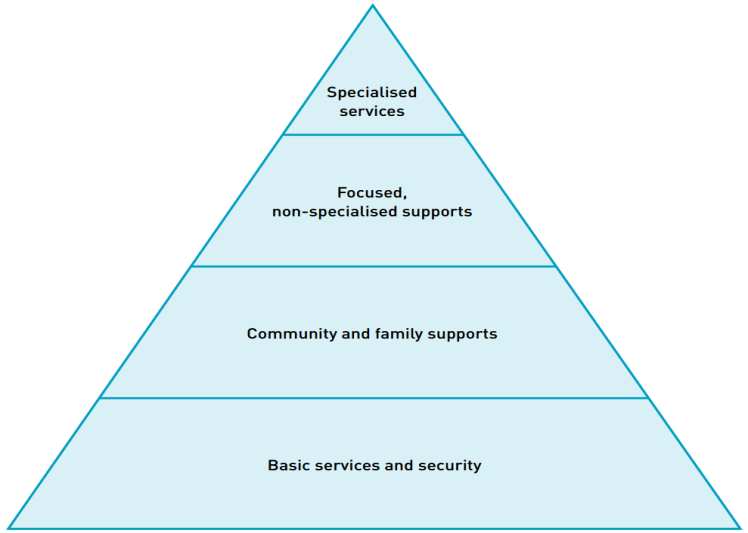 Specialised
services
Focused,
non-specialised supports
Community and family supports
Basic services and security